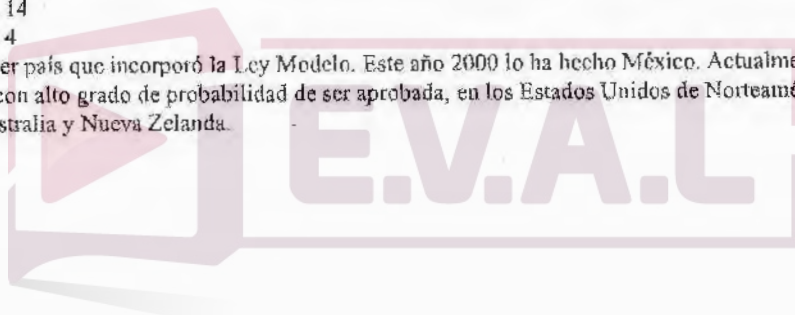 14
4
er país que incorporó la Ley Modelo. Este año 2000 lo ha hecho México. Actualme
con alto grado de probabilidad de ser aprobada, en los Estados Unidos de Norteamé
stralia y Nueva Zelanda.
E.V.A.L